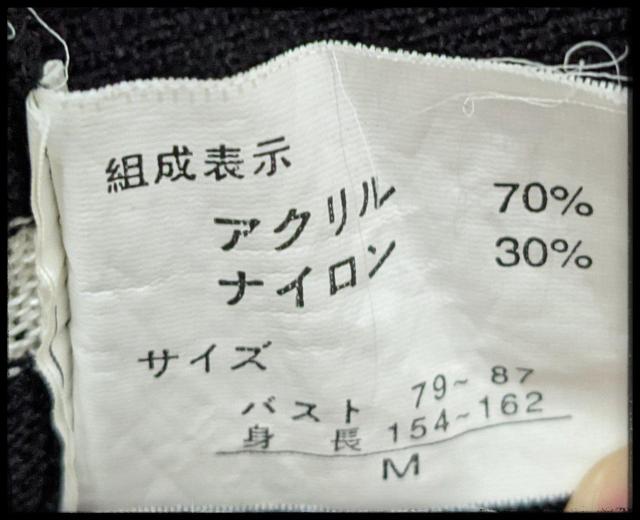 組成表示
アクリル 70%
ナイロン 30%
サイズ
バスト 79~87
身長 154~162
M